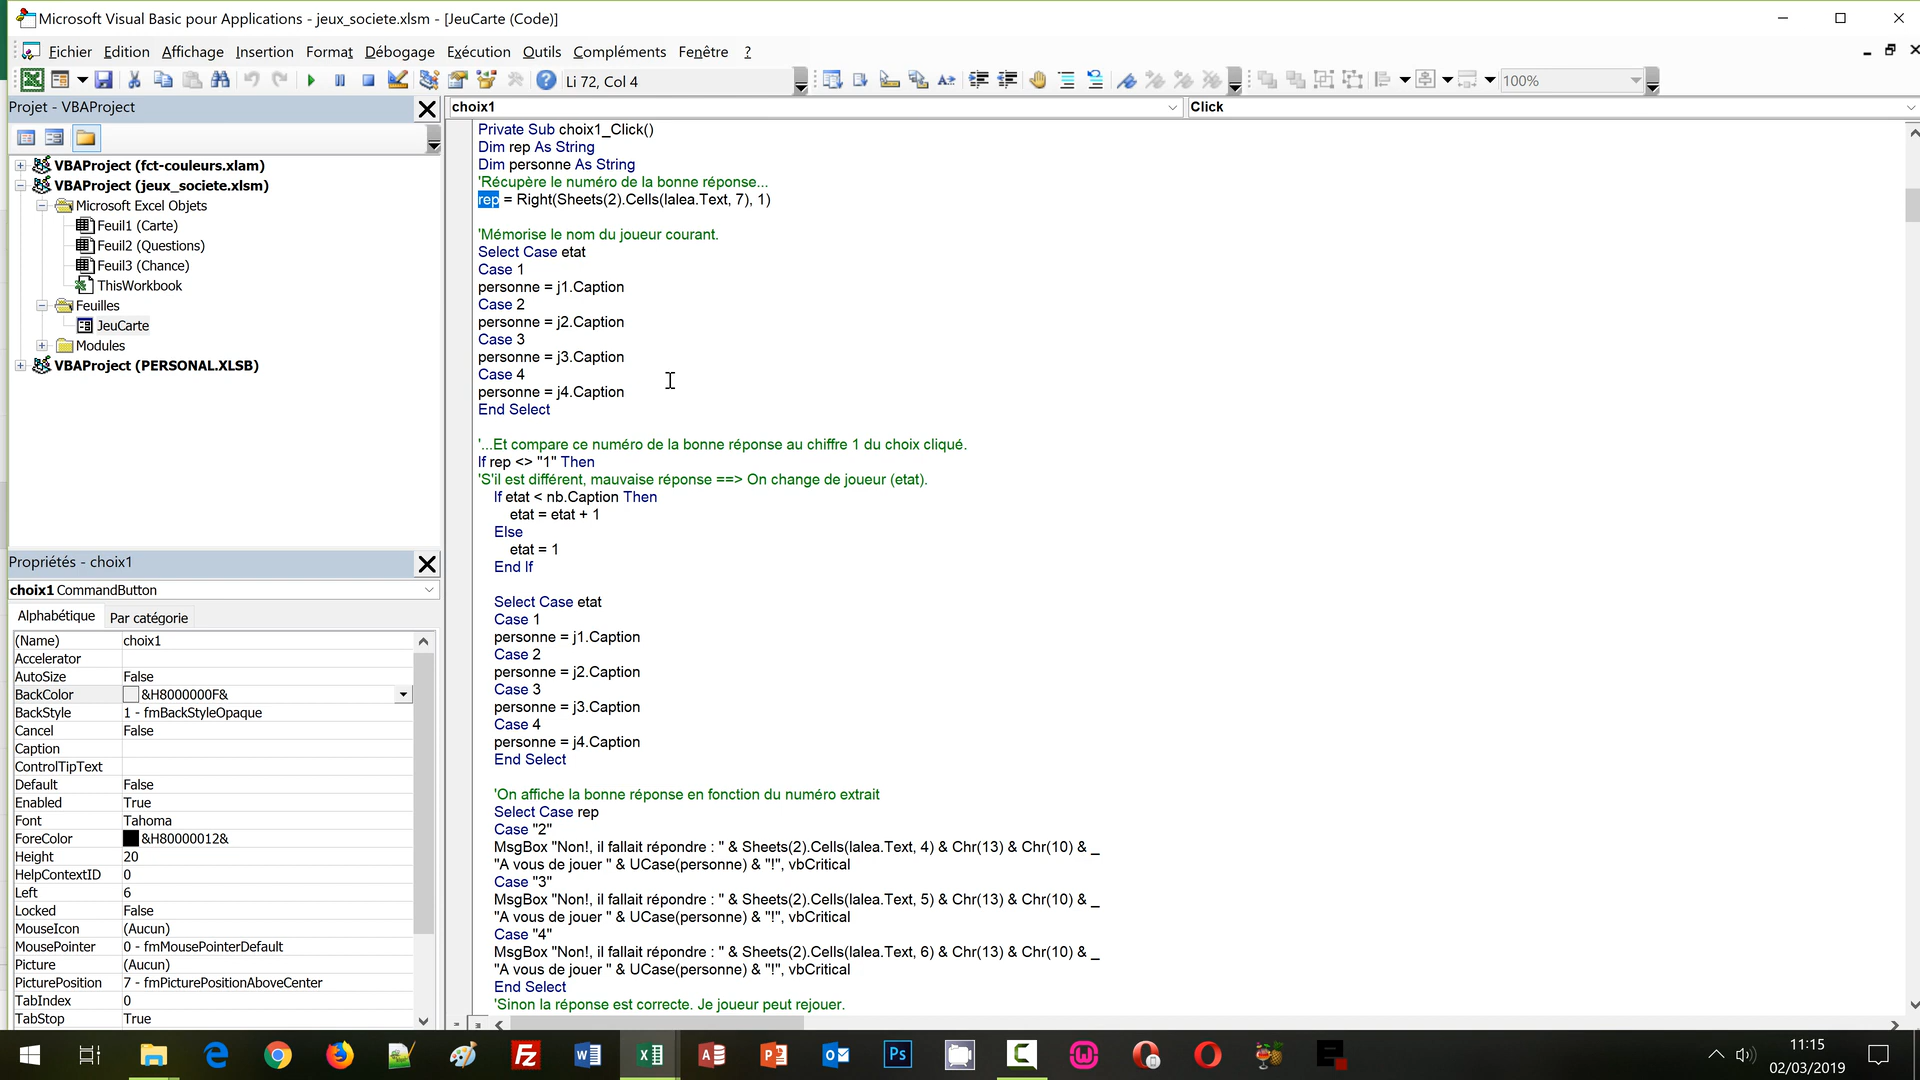 Microsoft Visual Basic pour Applications - jeux_societe.xlsm - [JeuCarte (Code)]
Fichier Edition Affichage Insertion Format Débogage Exécution Outils Compléments Fenêtre ?
Li 72, Col 4
100%
Projet - VBAProject
choix1
Click
VBAProject (fct-couleurs.xlam)
VBAProject (jeux_societe.xlsm)
Microsoft Excel Objets
Feuil1 (Carte)
Feuil2 (Questions)
Feuil3 (Chance)
ThisWorkbook
Feuilles
JeuCarte
Modules
VBAProject (PERSONAL.XLSB)
Propriétés - choix1
choix1 CommandButton
Alphabétique Par catégorie
(Name) choix1
Accelerator
AutoSize False
BackColor &H8000000F&
BackStyle 1 - fmBackStyleOpaque
Cancel False
Caption
ControlTipText
Default False
Enabled True
Font Tahoma
ForeColor &H80000012&
Height 20
HelpContextID 0
Left 6
Locked False
MouseIcon (Aucun)
MousePointer 0 - fmMousePointerDefault
Picture (Aucun)
PicturePosition 7 - fmPicturePositionAboveCenter
TabIndex 0
TabStop True
Private Sub choix1_Click()
Dim rep As String
Dim personne As String
'Récupère le numéro de la bonne réponse...
rep = Right(Sheets(2).Cells(lalea.Text, 7), 1)
'Mémorise le nom du joueur courant.
Select Case etat
Case 1
personne = j1.Caption
Case 2
personne = j2.Caption
Case 3
personne = j3.Caption
Case 4
personne = j4.Caption
End Select
'...Et compare ce numéro de la bonne réponse au chiffre 1 du choix cliqué.
If rep <> "1" Then
'S'il est différent, mauvaise réponse ==> On change de joueur (etat).
If etat < nb.Caption Then
etat = etat + 1
Else
etat = 1
End If
Select Case etat
Case 1
personne = j1.Caption
Case 2
personne = j2.Caption
Case 3
personne = j3.Caption
Case 4
personne = j4.Caption
End Select
'On affiche la bonne réponse en fonction du numéro extrait
Select Case rep
Case "2"
MsgBox "Non!, il fallait répondre : " & Sheets(2).Cells(lalea.Text, 4) & Chr(13) & Chr(10) & _
"A vous de jouer " & UCase(personne) & "!", vbCritical
Case "3"
MsgBox "Non!, il fallait répondre : " & Sheets(2).Cells(lalea.Text, 5) & Chr(13) & Chr(10) & _
"A vous de jouer " & UCase(personne) & "!", vbCritical
Case "4"
MsgBox "Non!, il fallait répondre : " & Sheets(2).Cells(lalea.Text, 6) & Chr(13) & Chr(10) & _
"A vous de jouer " & UCase(personne) & "!", vbCritical
End Select
'Sinon la réponse est correcte. Je joueur peut rejouer.
11:15
02/03/2019